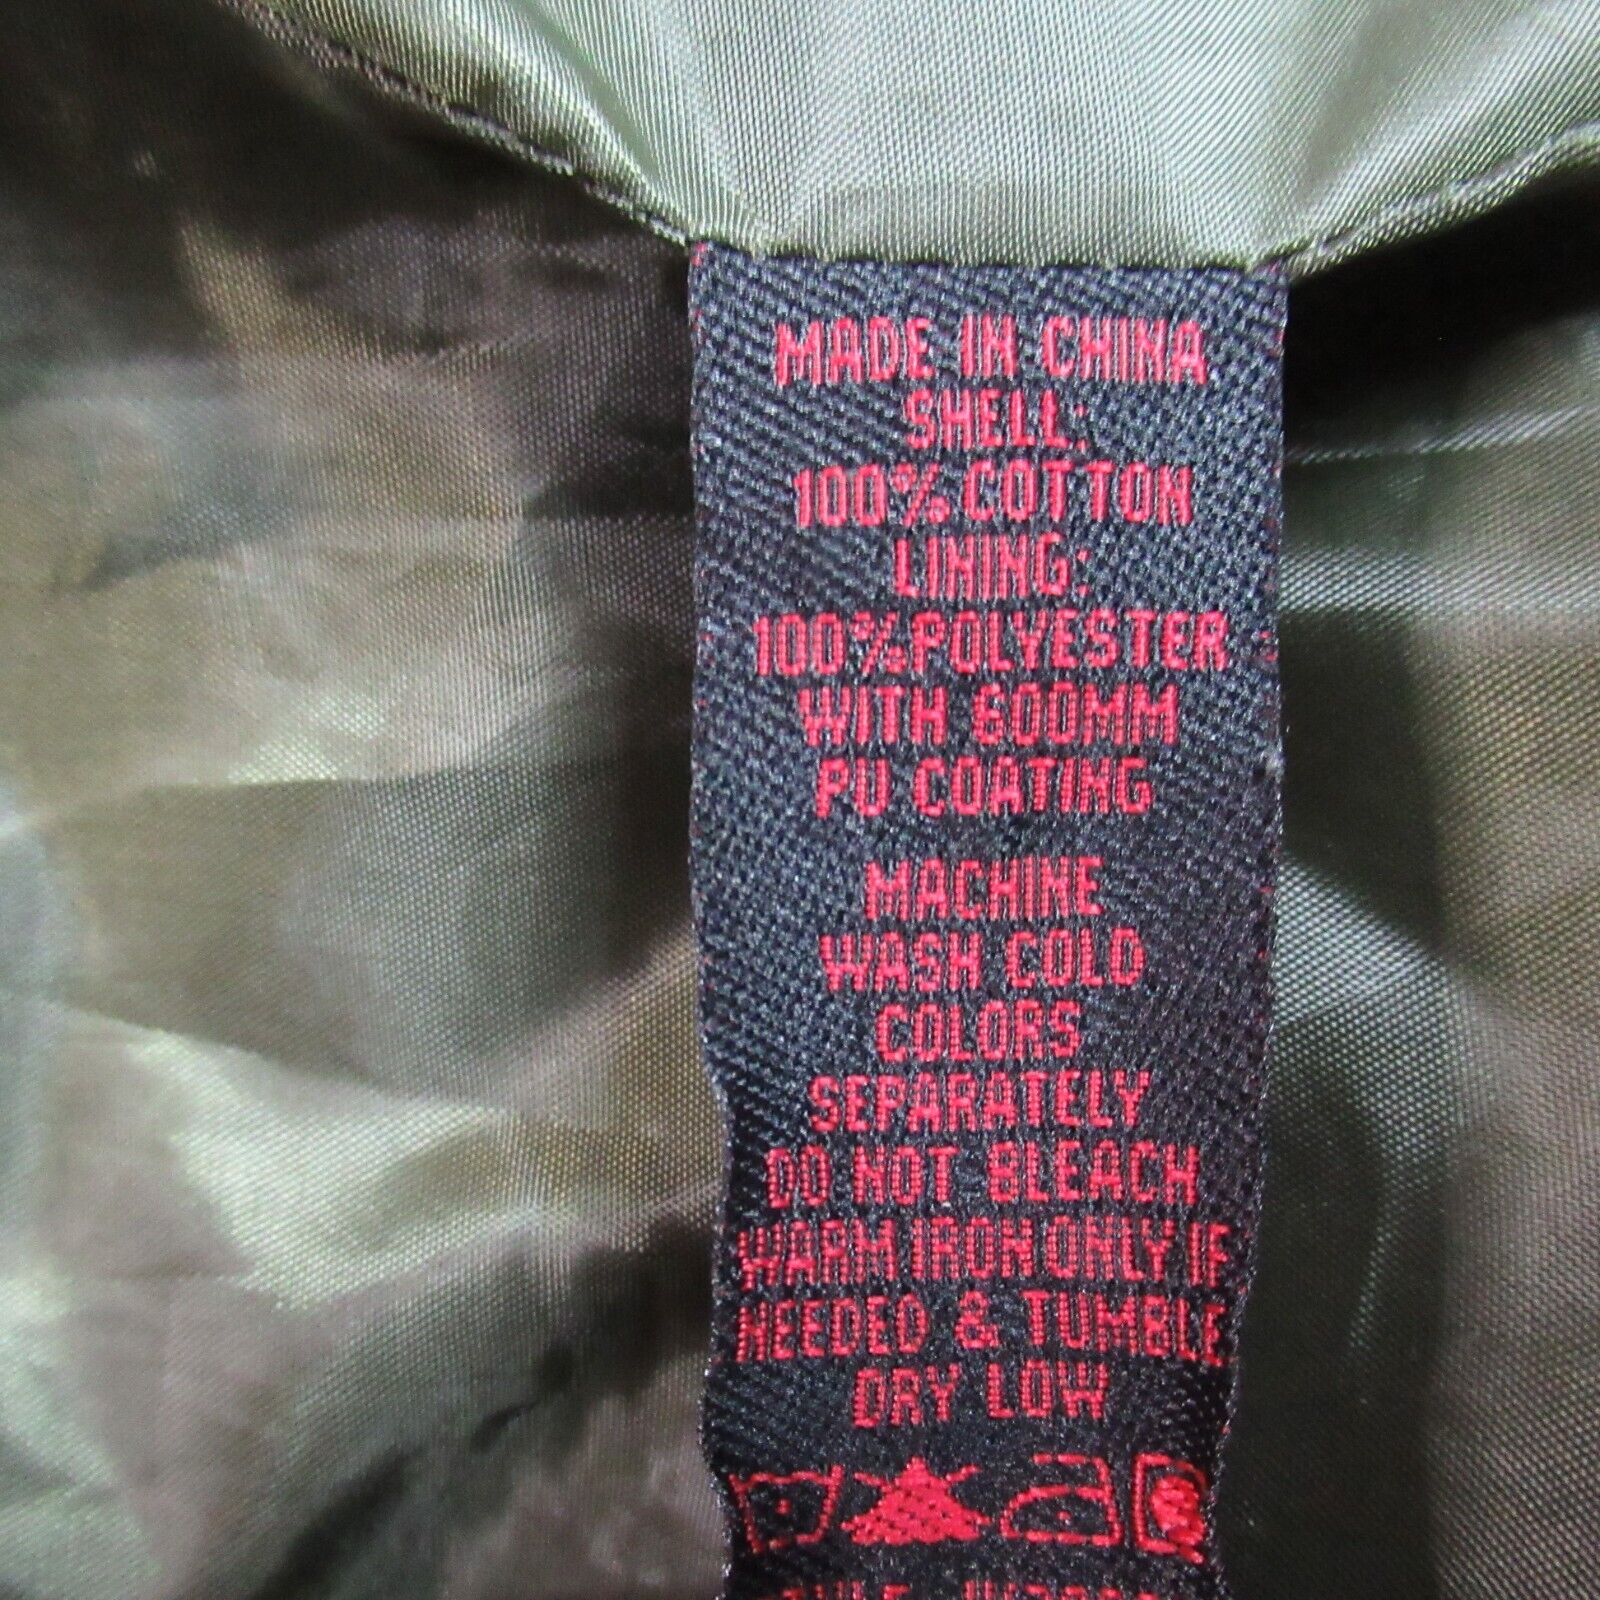 MADE IN CHINA
SHELL:
100% COTTON
LINING:
100% POLYESTER
WITH 600MM
PU COATING
MACHINE
WASH COLD
COLORS
SEPARATELY
DO NOT BLEACH
WARM IRON ONLY IF
NEEDED & TUMBLE
DRY LOW